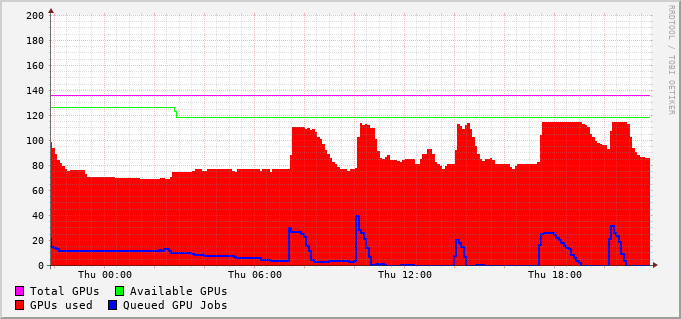 200
180
160
140
120
100
80
60
40
20
0
Thu 00:00 Thu 06:00 Thu 12:00 Thu 18:00
Total GPUs Available GPUs
GPUs used Queued GPU Jobs
RRDTOOL / TOBI OETIKER